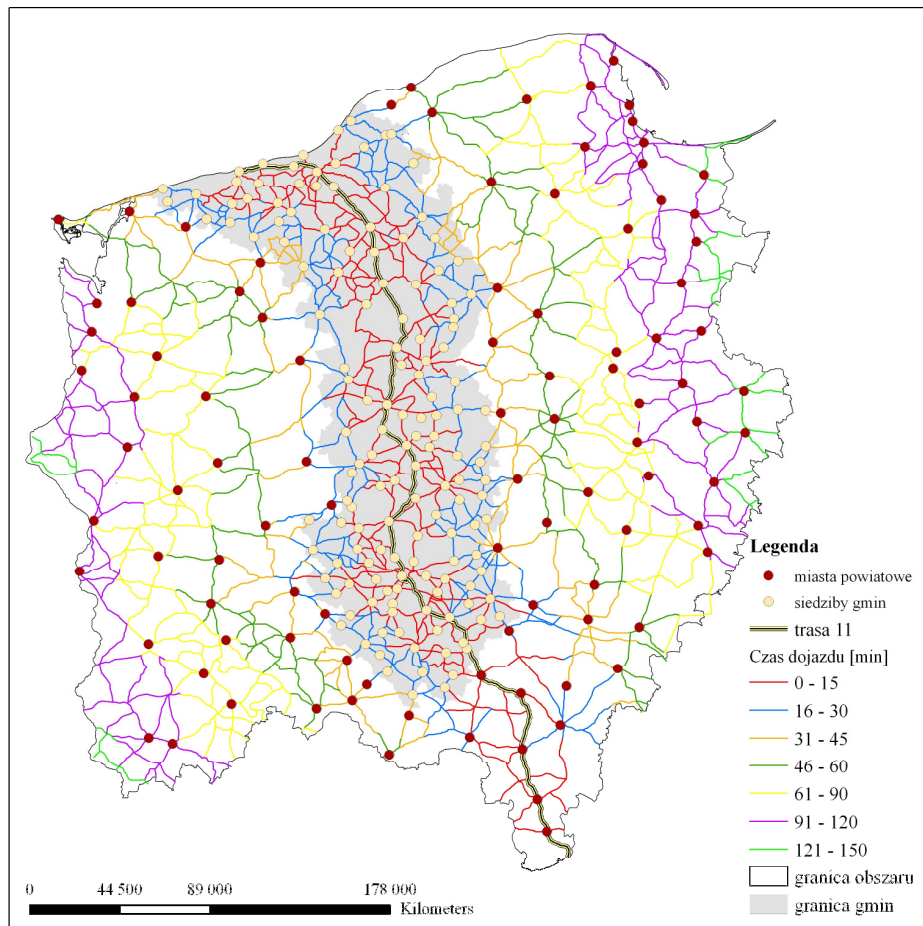 Legenda
miasta powiatowe
siedziby gmin
trasa 11
Czas dojazdu [min]
0 - 15
16 - 30
31 - 45
46 - 60
61 - 90
91 - 120
121 - 150
granica obszaru
granica gmin
0 44 500 89 000 178 000
Kilometers